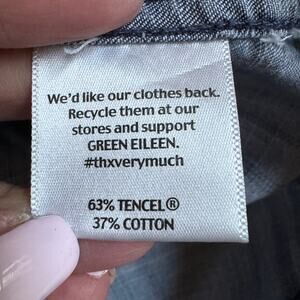 We'd like our clothes back.
Recycle them at our
stores and support
GREEN EILEEN.
#thxverymuch
63% TENCEL®
37% COTTON